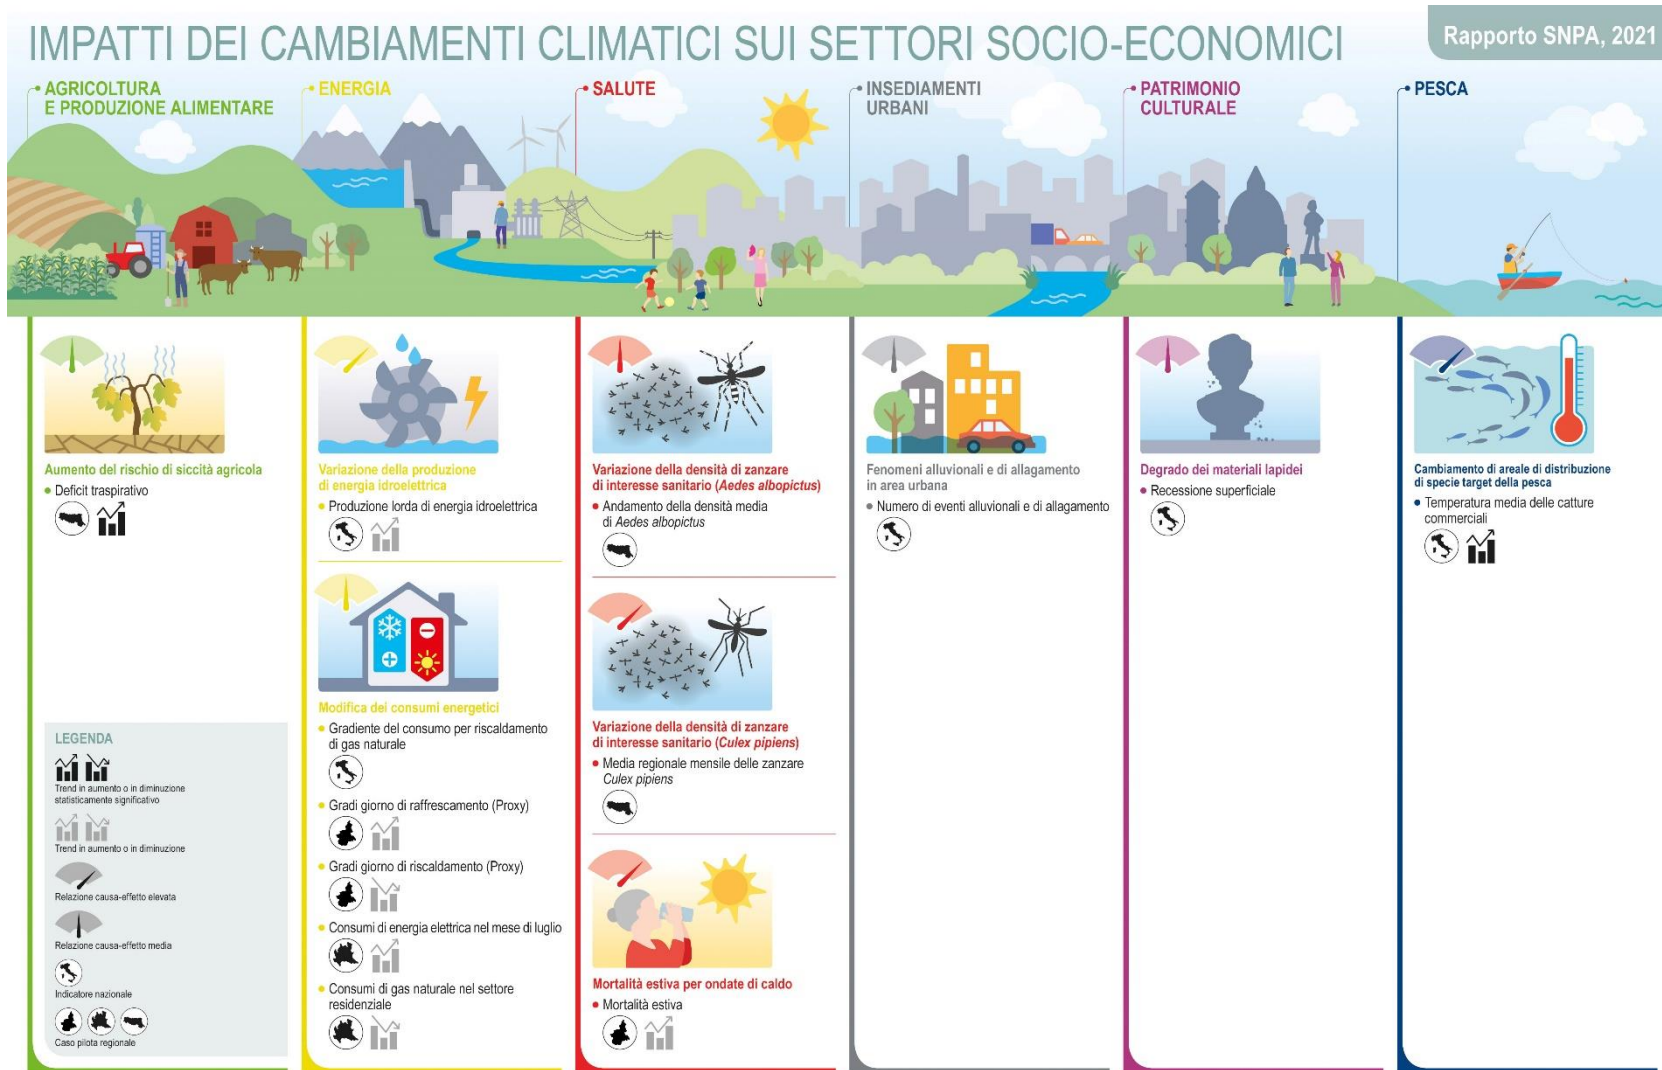 IMPATTI DEI CAMBIAMENTI CLIMATICI SUI SETTORI SOCIO-ECONOMICI
Rapporto SNPA, 2021
AGRICOLTURA
E PRODUZIONE ALIMENTARE
ENERGIA
SALUTE
INSEDIAMENTI
URBANI
PATRIMONIO
CULTURALE
PESCA
Aumento del rischio di siccità agricola
Deficit traspirativo
LEGENDA
Trend in aumento o in diminuzione
statisticamente significativo
Trend in aumento o in diminuzione
Relazione causa-effetto elevata
Relazione causa-effetto media
Indicatore nazionale
Caso pilota regionale
Variazione della produzione
di energia idroelettrica
Produzione lorda di energia idroelettrica
Modifica dei consumi energetici
Gradiente del consumo per riscaldamento
di gas naturale
Gradi giorno di raffrescamento (Proxy)
Gradi giorno di riscaldamento (Proxy)
Consumi di energia elettrica nel mese di luglio
Consumi di gas naturale nel settore
residenziale
Variazione della densità di zanzare
di interesse sanitario (Aedes albopictus)
Andamento della densità media
di Aedes albopictus
Variazione della densità di zanzare
di interesse sanitario (Culex pipiens)
Media regionale mensile delle zanzare
Culex pipiens
Mortalità estiva per ondate di caldo
Mortalità estiva
Fenomeni alluvionali e di allagamento
in area urbana
Numero di eventi alluvionali e di allagamento
Degrado dei materiali lapidei
Recessione superficiale
Cambiamento di areale di distribuzione
di specie target della pesca
Temperatura media delle catture
commerciali